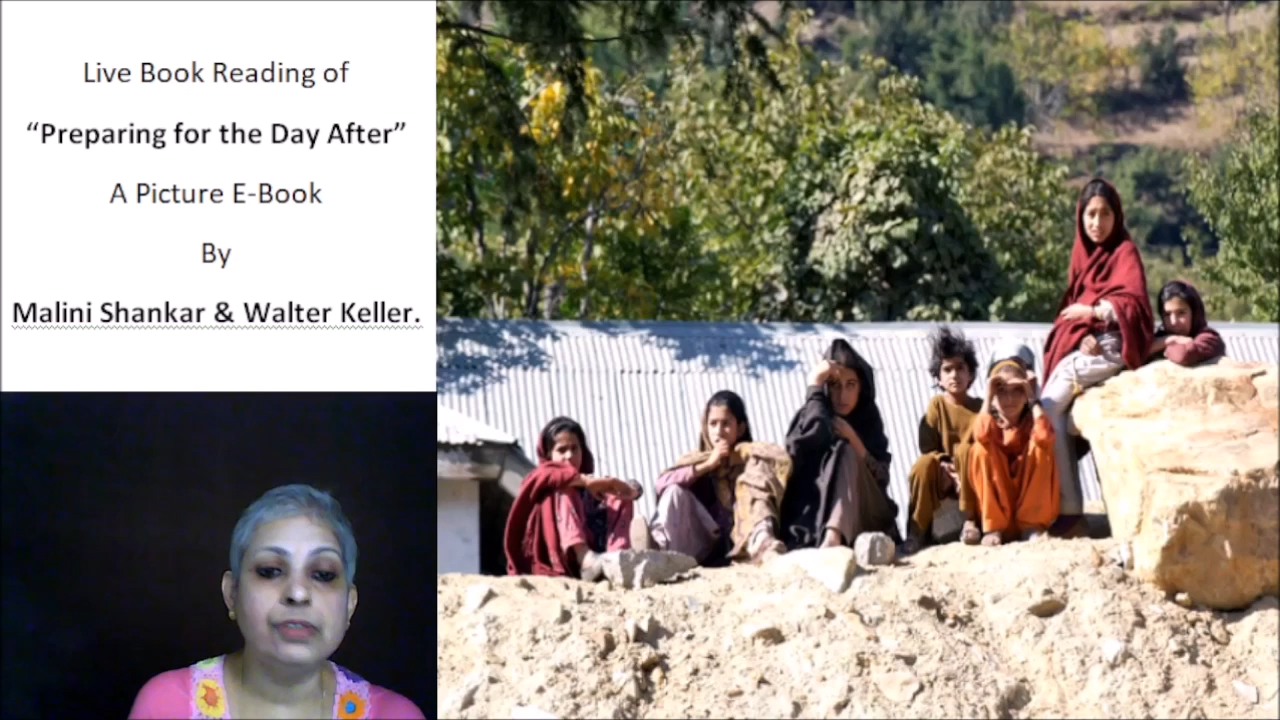 Live Book Reading of
“Preparing for the Day After”
A Picture E-Book
By
Malini Shankar & Walter Keller.